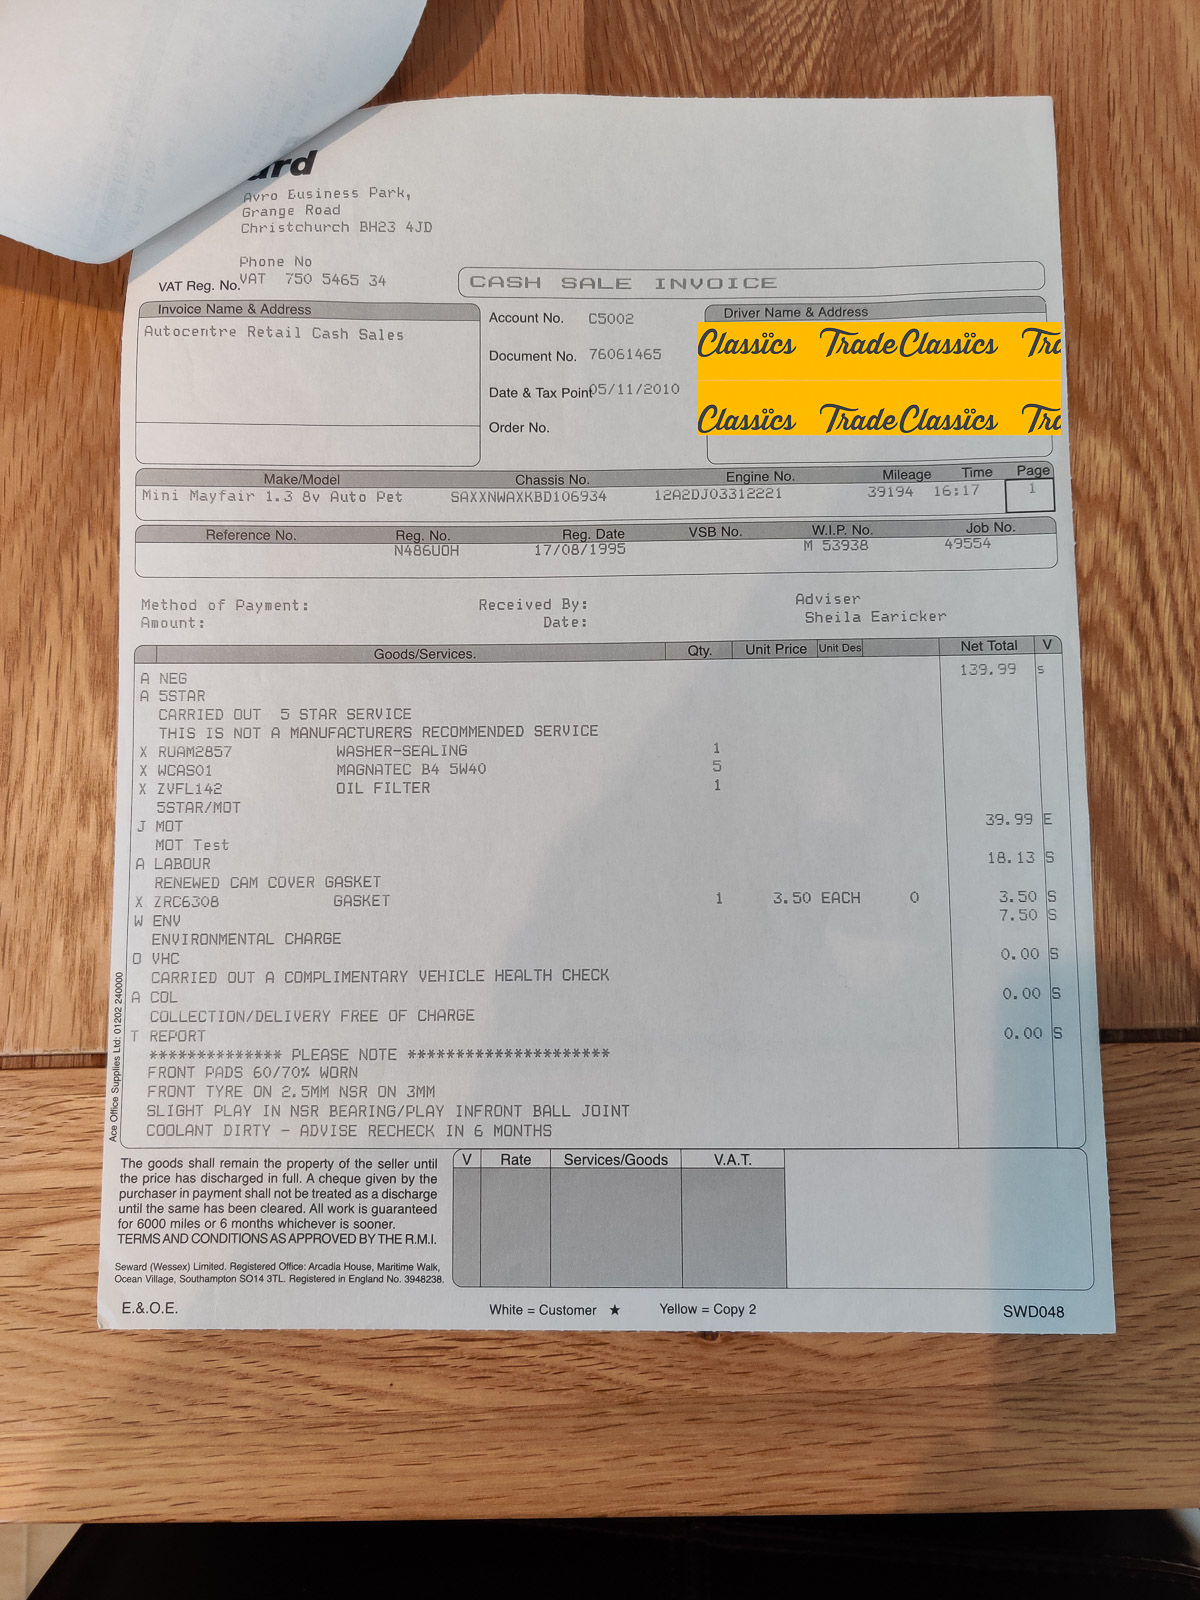 Avro Business Park,
Grange Road
Christchurch BH23 4JD
Phone No
VAT Reg. No. VAT 750 5465 34
CASH SALE INVOICE
Invoice Name & Address
Autocentre Retail Cash Sales
Account No. C5002
Document No. 76061465
Date & Tax Point 05/11/2010
Order No.
Driver Name & Address
Classics TradeClassics Tra
Classics TradeClassics Tra
Make/Model Chassis No. Engine No. Mileage Time Page
Mini Mayfair 1.3 8v Auto Pet SAXXNWAXKBD106934 12A2DJ03312221 39194 16:17 1
Reference No. Reg. No. Reg. Date VSB No. W.I.P. No. Job No.
N486UOH 17/08/1995 M 53938 49554
Method of Payment: Received By: Adviser
Amount: Date: Sheila Earicker
Goods/Services. Qty. Unit Price Unit Des Net Total V
A NEG 139.99 s
A 5STAR
CARRIED OUT 5 STAR SERVICE
THIS IS NOT A MANUFACTURERS RECOMMENDED SERVICE
X RUAM2857 WASHER-SEALING 1
X WCAS01 MAGNATEC B4 5W40 5
X ZVFL142 OIL FILTER 1
5STAR/MOT
J MOT 39.99 E
MOT Test
A LABOUR 18.13 S
RENEWED CAM COVER GASKET
X ZRC6308 GASKET 1 3.50 EACH 0 3.50 S
W ENV 7.50 S
ENVIRONMENTAL CHARGE
O VHC 0.00 S
CARRIED OUT A COMPLIMENTARY VEHICLE HEALTH CHECK
A COL 0.00 S
COLLECTION/DELIVERY FREE OF CHARGE
T REPORT 0.00 S
************** PLEASE NOTE *********************
FRONT PADS 60/70% WORN
FRONT TYRE ON 2.5MM NSR ON 3MM
SLIGHT PLAY IN NSR BEARING/PLAY INFRONT BALL JOINT
COOLANT DIRTY - ADVISE RECHECK IN 6 MONTHS
Ace Office Supplies Ltd: 01202 240000
The goods shall remain the property of the seller until
the price has discharged in full. A cheque given by the
purchaser in payment shall not be treated as a discharge
until the same has been cleared. All work is guaranteed
for 6000 miles or 6 months whichever is sooner.
TERMS AND CONDITIONS AS APPROVED BY THE R.M.I.
V Rate Services/Goods V.A.T.
Seward (Wessex) Limited. Registered Office: Arcadia House, Maritime Walk,
Ocean Village, Southampton SO14 3TL. Registered in England No. 3948238.
E.&.O.E. White = Customer ★ Yellow = Copy 2 SWD048